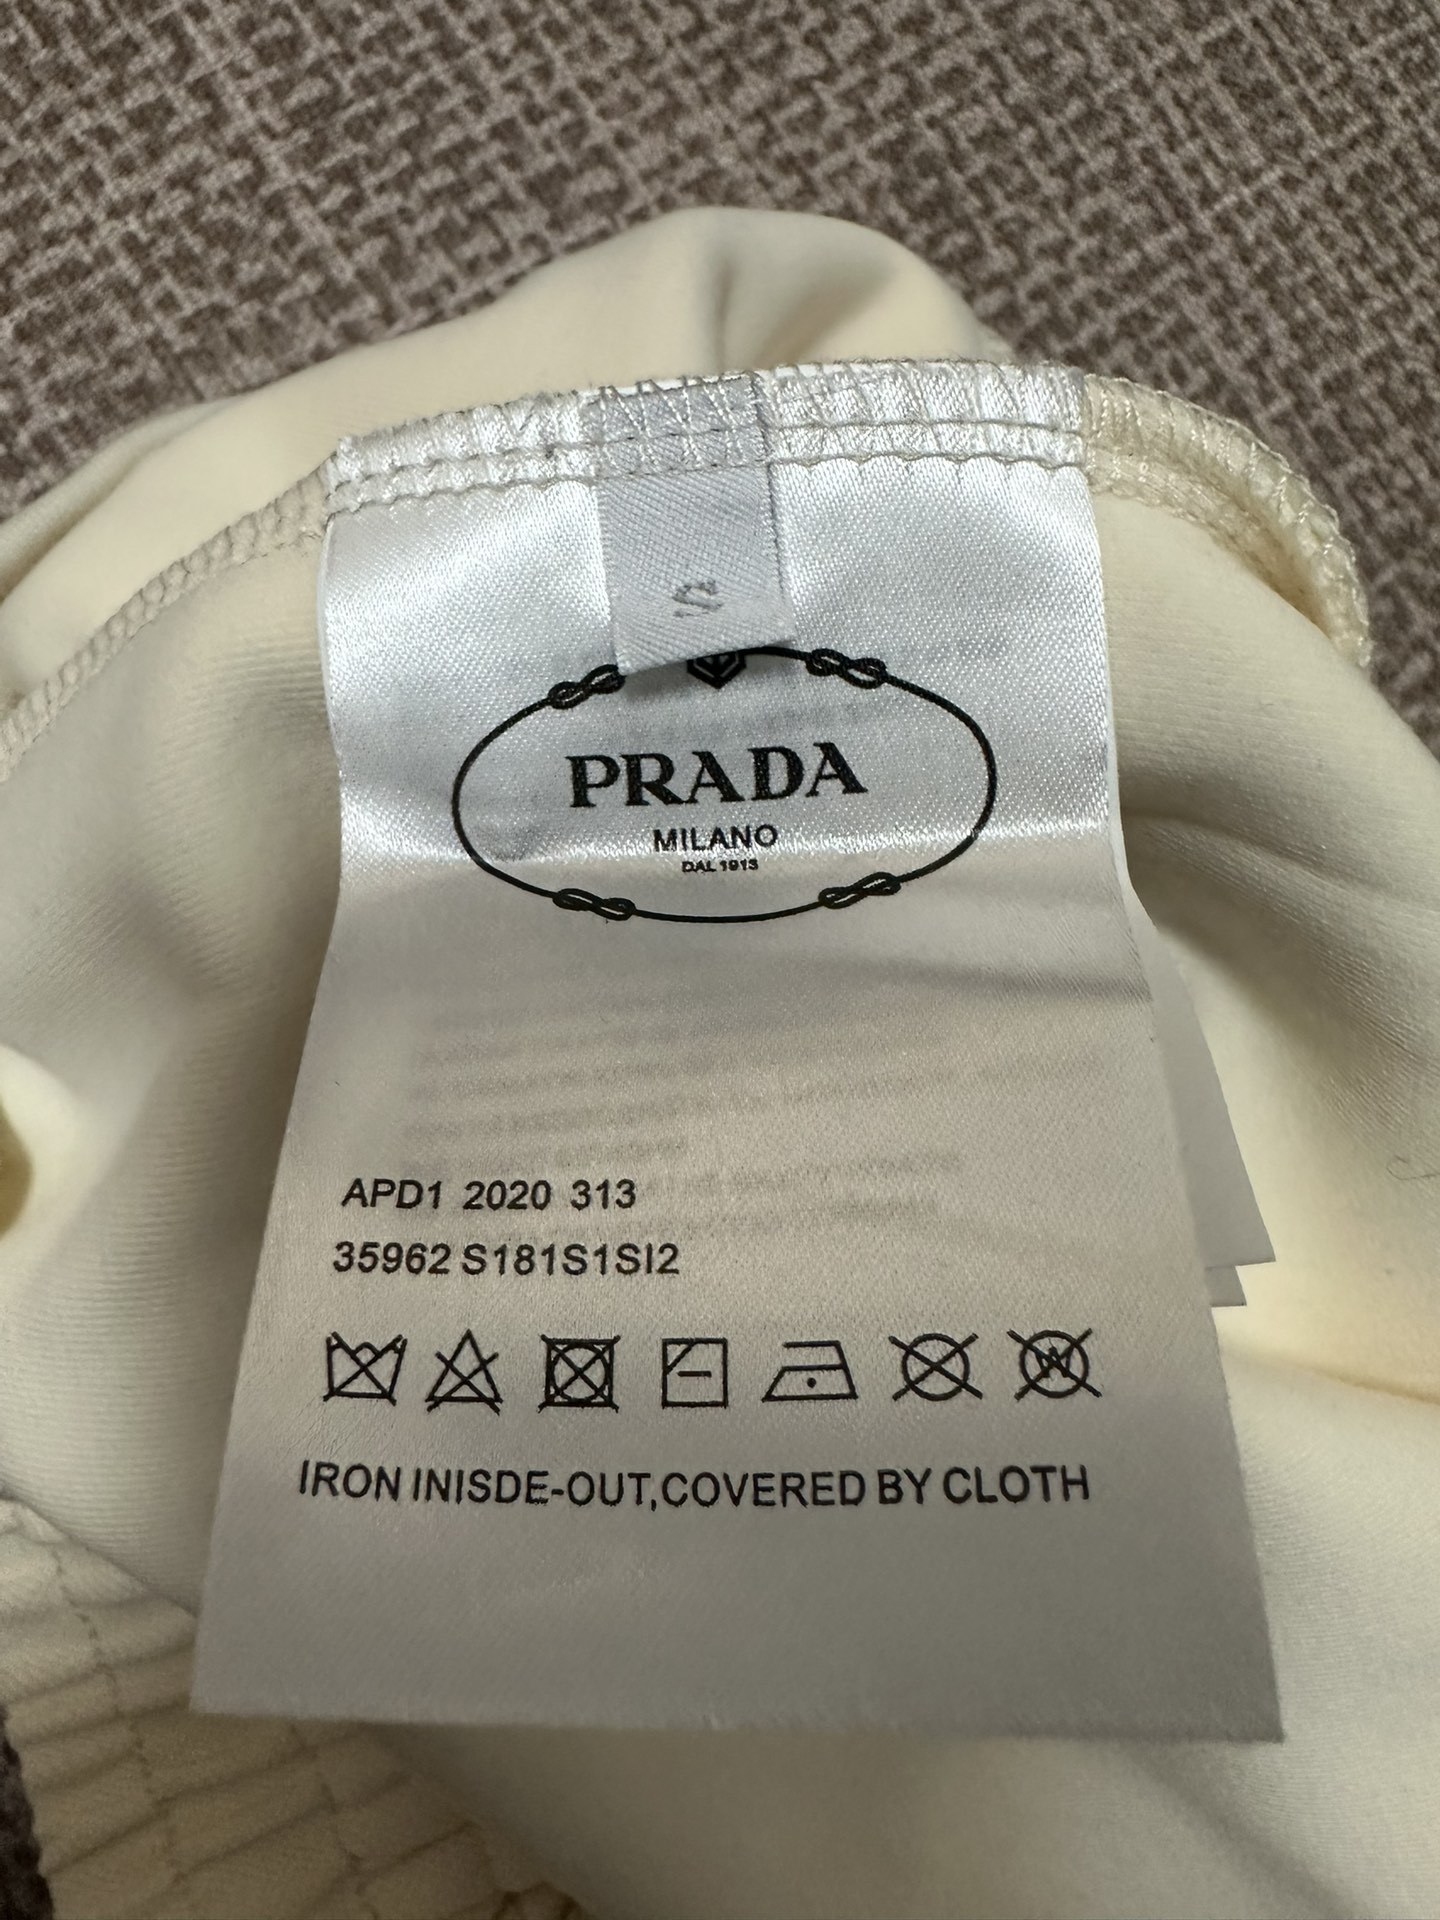 S
PRADA
MILANO
DAL 1913
APD1 2020 313
35962 S181S1SI2
W
IRON INISDE-OUT,COVERED BY CLOTH